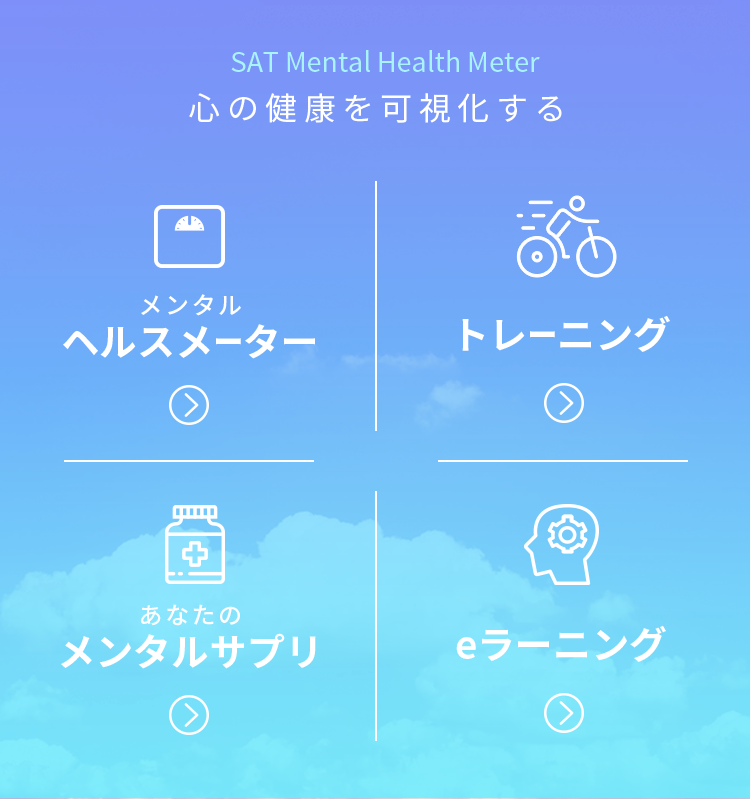 SAT Mental Health Meter
心の健康を可視化する
メンタル
ヘルスメーター
トレーニング
あなたの
メンタルサプリ
eラーニング